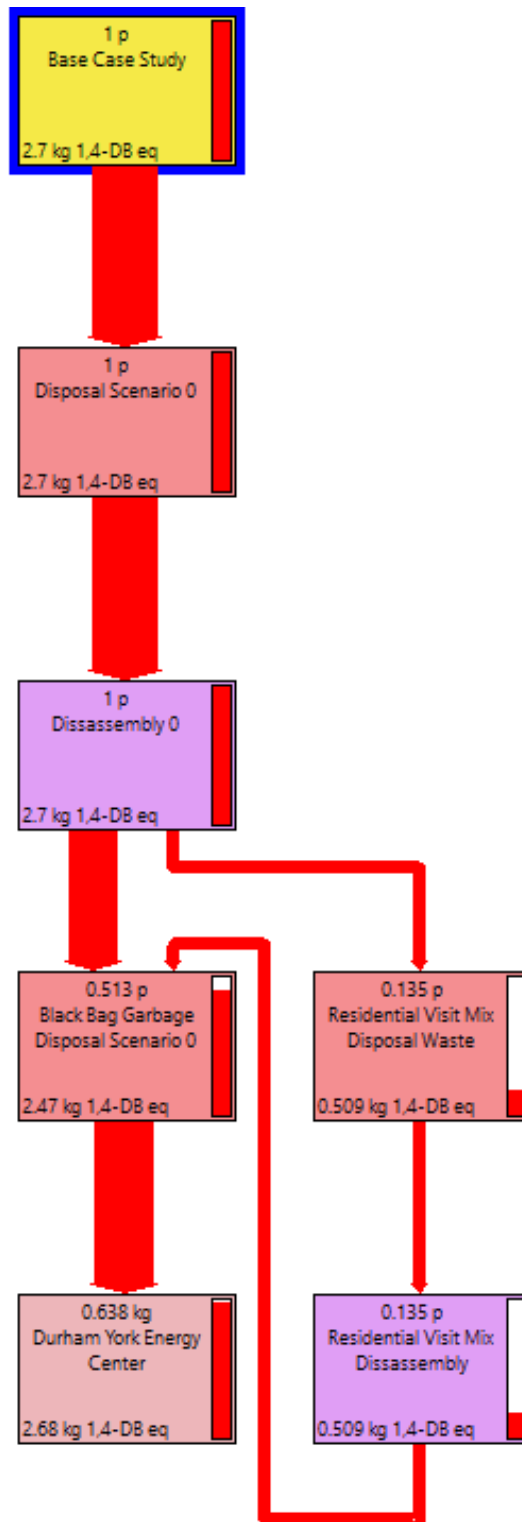 1 p
Base Case Study
2.7 kg 1,4-DB eq
1 p
Disposal Scenario 0
2.7 kg 1,4-DB eq
1 p
Dissassembly 0
2.7 kg 1,4-DB eq
0.513 p
Black Bag Garbage
Disposal Scenario 0
2.47 kg 1,4-DB eq
0.135 p
Residential Visit Mix
Disposal Waste
0.509 kg 1,4-DB eq
0.638 kg
Durham York Energy
Center
2.68 kg 1,4-DB eq
0.135 p
Residential Visit Mix
Dissassembly
0.509 kg 1,4-DB eq